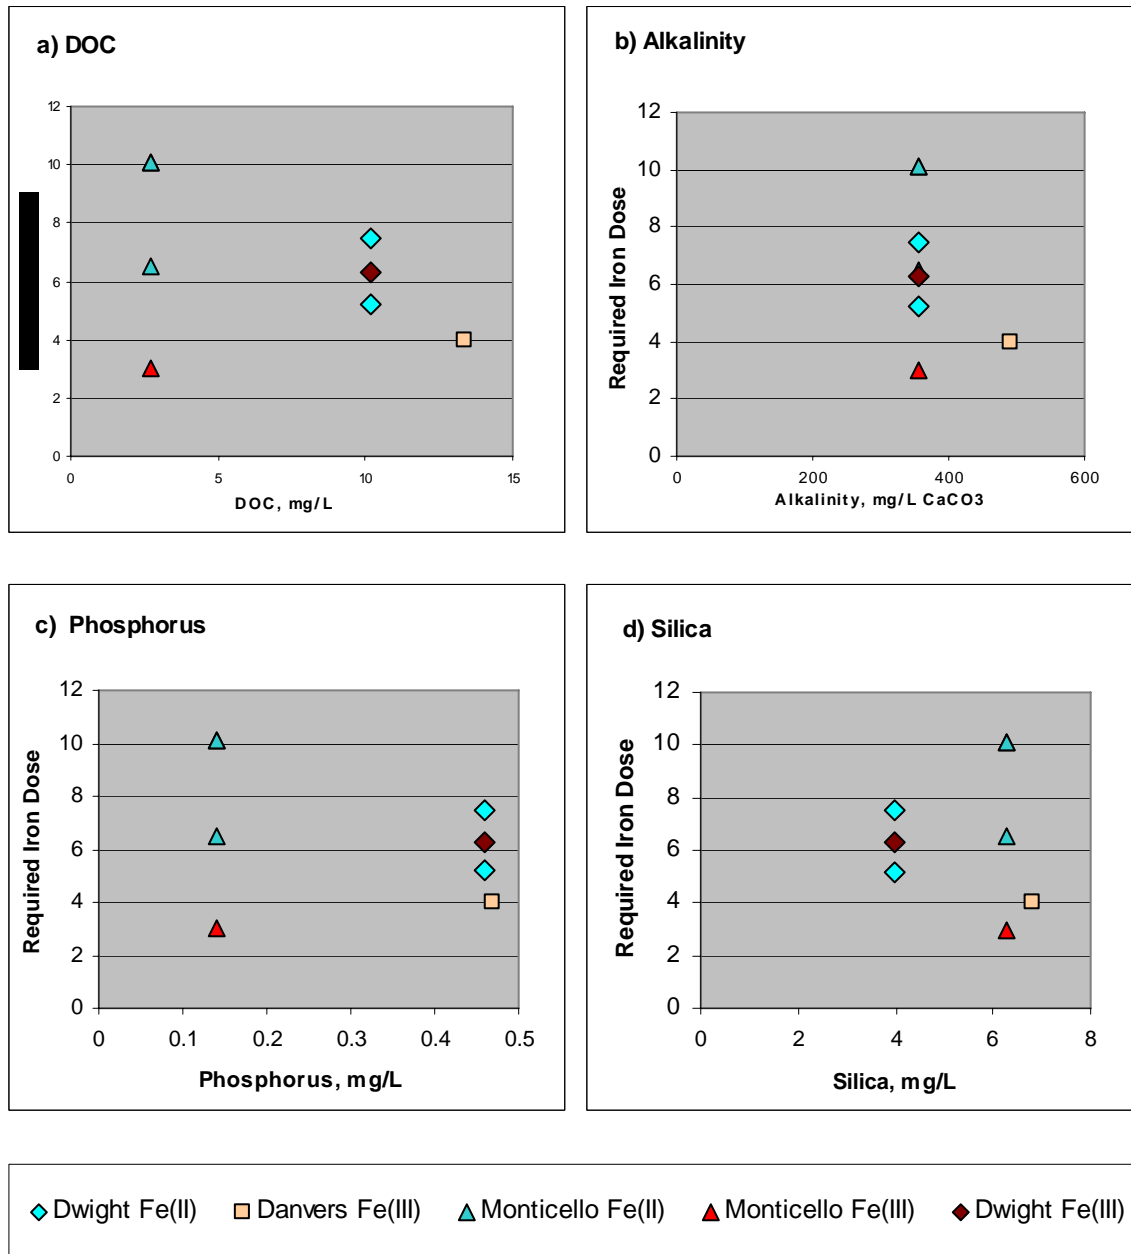 a) DOC
12
10
8
6
4
2
0
0 5 10 15
DOC, mg/L
b) Alkalinity
Required Iron Dose
12
10
8
6
4
2
0
0 200 400 600
Alkalinity, mg/L CaCO3
c) Phosphorus
Required Iron Dose
12
10
8
6
4
2
0
0 0.1 0.2 0.3 0.4 0.5
Phosphorus, mg/L
d) Silica
Required Iron Dose
12
10
8
6
4
2
0
0 2 4 6 8
Silica, mg/L
Dwight Fe(II) Danvers Fe(III) Monticello Fe(II) Monticello Fe(III) Dwight Fe(III)